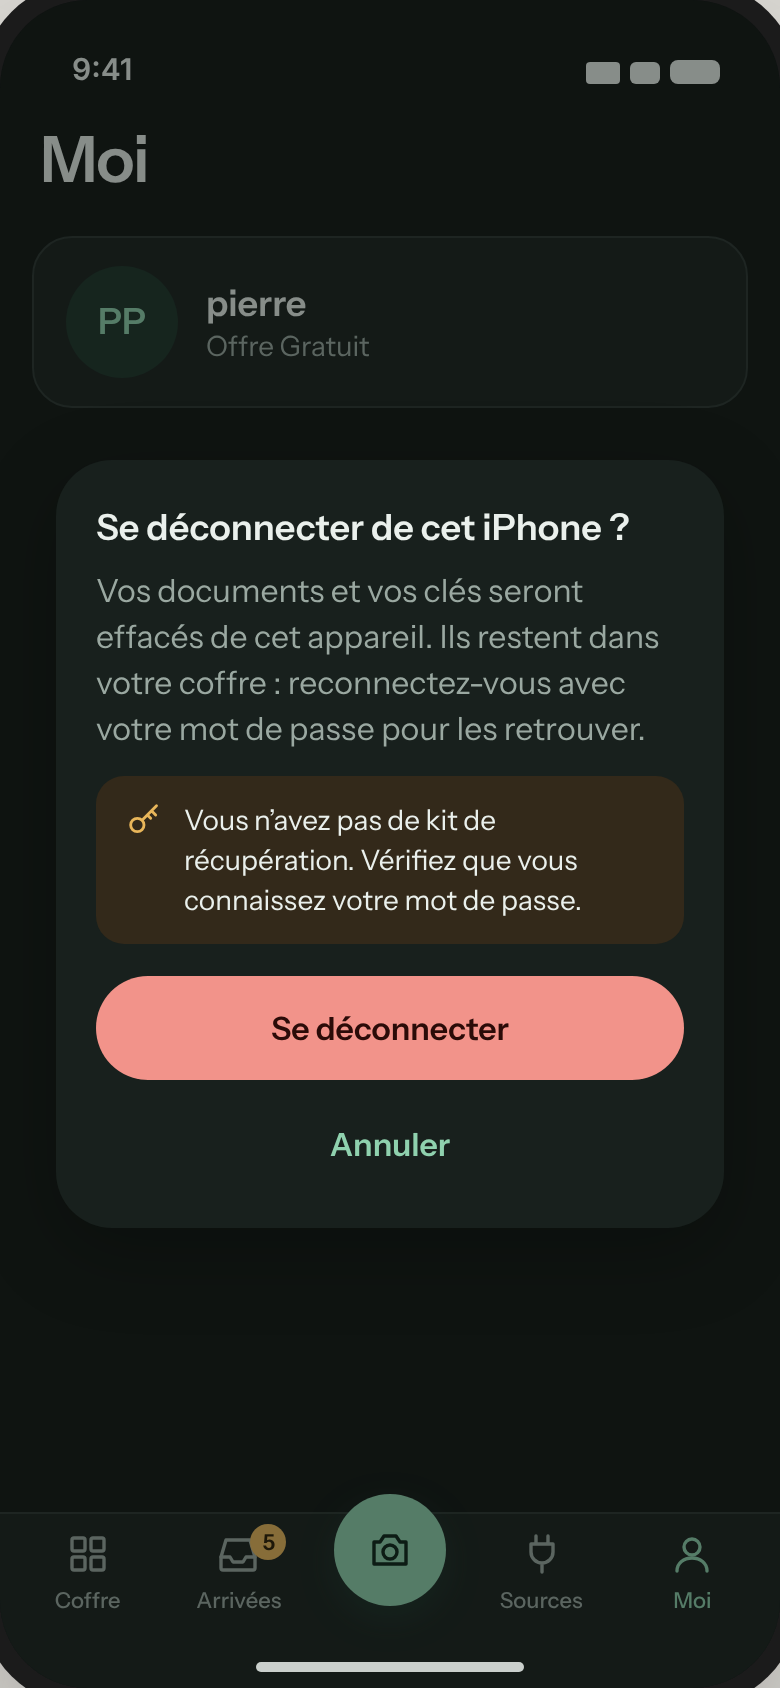 9:41
Moi
PP
pierre
Offre Gratuit
Se déconnecter de cet iPhone ?
Vos documents et vos clés seront
effacés de cet appareil. Ils restent dans
votre coffre : reconnectez-vous avec
votre mot de passe pour les retrouver.
Vous n’avez pas de kit de
récupération. Vérifiez que vous
connaissez votre mot de passe.
Se déconnecter
Annuler
5
Coffre
Arrivées
Sources
Moi